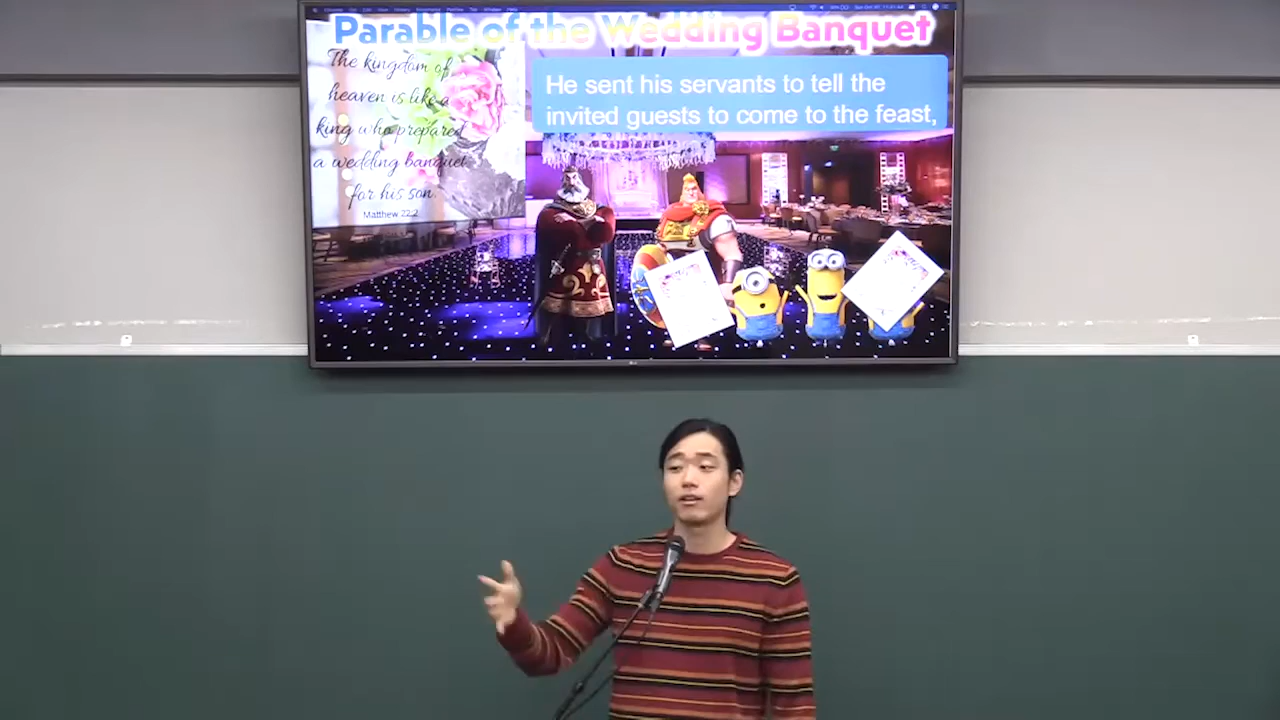 Parable of the Wedding Banquet
The kingdom of
heaven is like a
king who prepared
a wedding banquet
for his son.
Matthew 22:2
He sent his servants to tell the
invited guests to come to the feast,